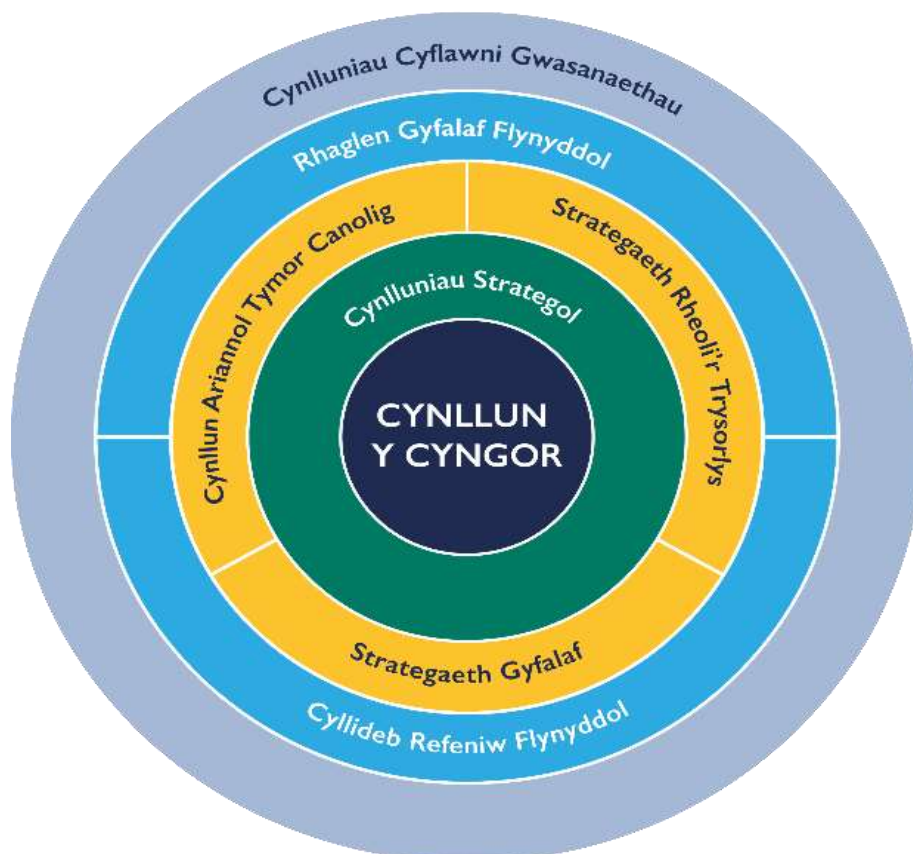 Cynlluniau Cyflawni Gwasanaethau
Rhaglen Gyfalaf Flynyddol
Cynllun Ariannol Tymor Canolig
Strategaeth Rheoli'r Trysorlys
Cynlluniau Strategol
CYNLLUN
Y CYNGOR
Strategaeth Gyfalaf
Cyllideb Refeniw Flynyddol